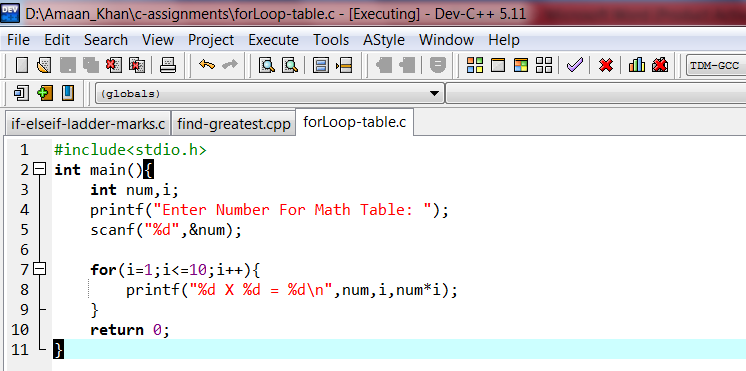 DEV
D:\Amaan_Khan\c-assignments\forLoop-table.c - [Executing] - Dev-C++ 5.11
File Edit Search View Project Execute Tools AStyle Window Help
TDM-GCC
(globals)
if-elseif-ladder-marks.c find-greatest.cpp forLoop-table.c
1 #include<stdio.h>
2 int main(){
3 int num,i;
4 printf("Enter Number For Math Table: ");
5 scanf("%d",&num);
6
7 for(i=1;i<=10;i++){
8 printf("%d X %d = %d\n",num,i,num*i);
9 }
10 return 0;
11 }